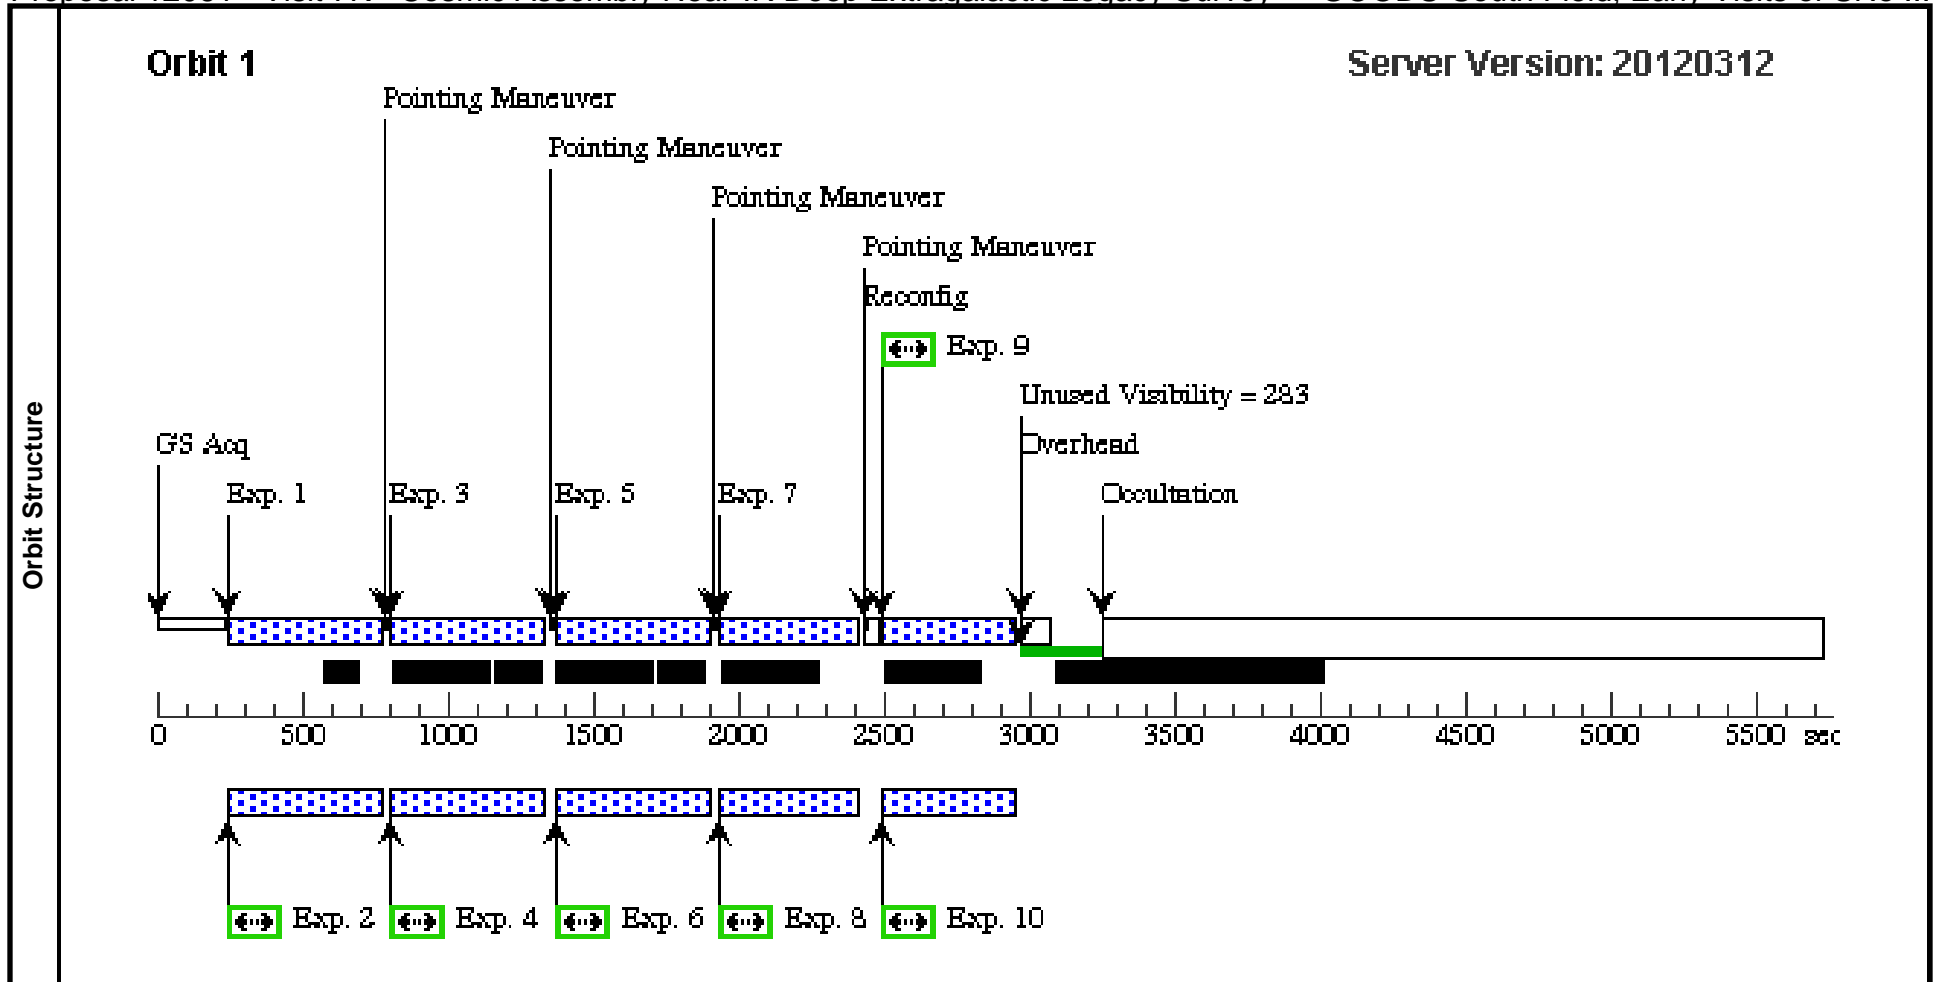 Orbit 1
Server Version: 20120312
Pointing Maneuver
Pointing Maneuver
Pointing Maneuver
Pointing Maneuver
Reconfig
Exp. 9
Unused Visibility = 283
Overhead
GS Acq
Exp. 1
Exp. 3
Exp. 5
Exp. 7
Occultation
Orbit Structure
0 500 1000 1500 2000 2500 3000 3500 4000 4500 5000 5500 sec
Exp. 2
Exp. 4
Exp. 6
Exp. 8
Exp. 10